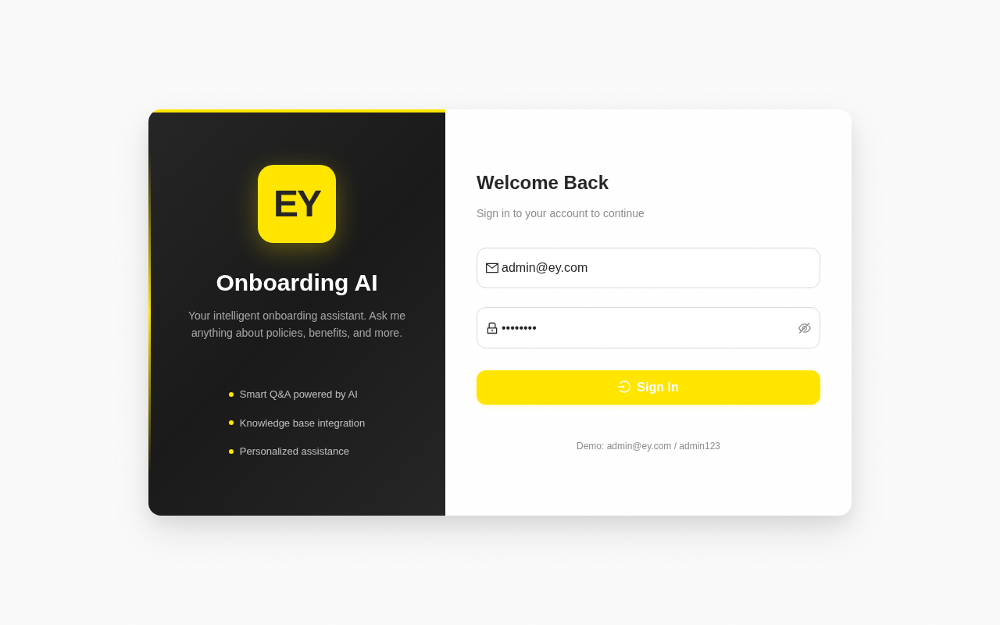 EY
Onboarding AI
Your intelligent onboarding assistant. Ask me
anything about policies, benefits, and more.
Smart Q&A powered by AI
Knowledge base integration
Personalized assistance
Welcome Back
Sign in to your account to continue
admin@ey.com
••••••••
Sign In
Demo: admin@ey.com / admin123